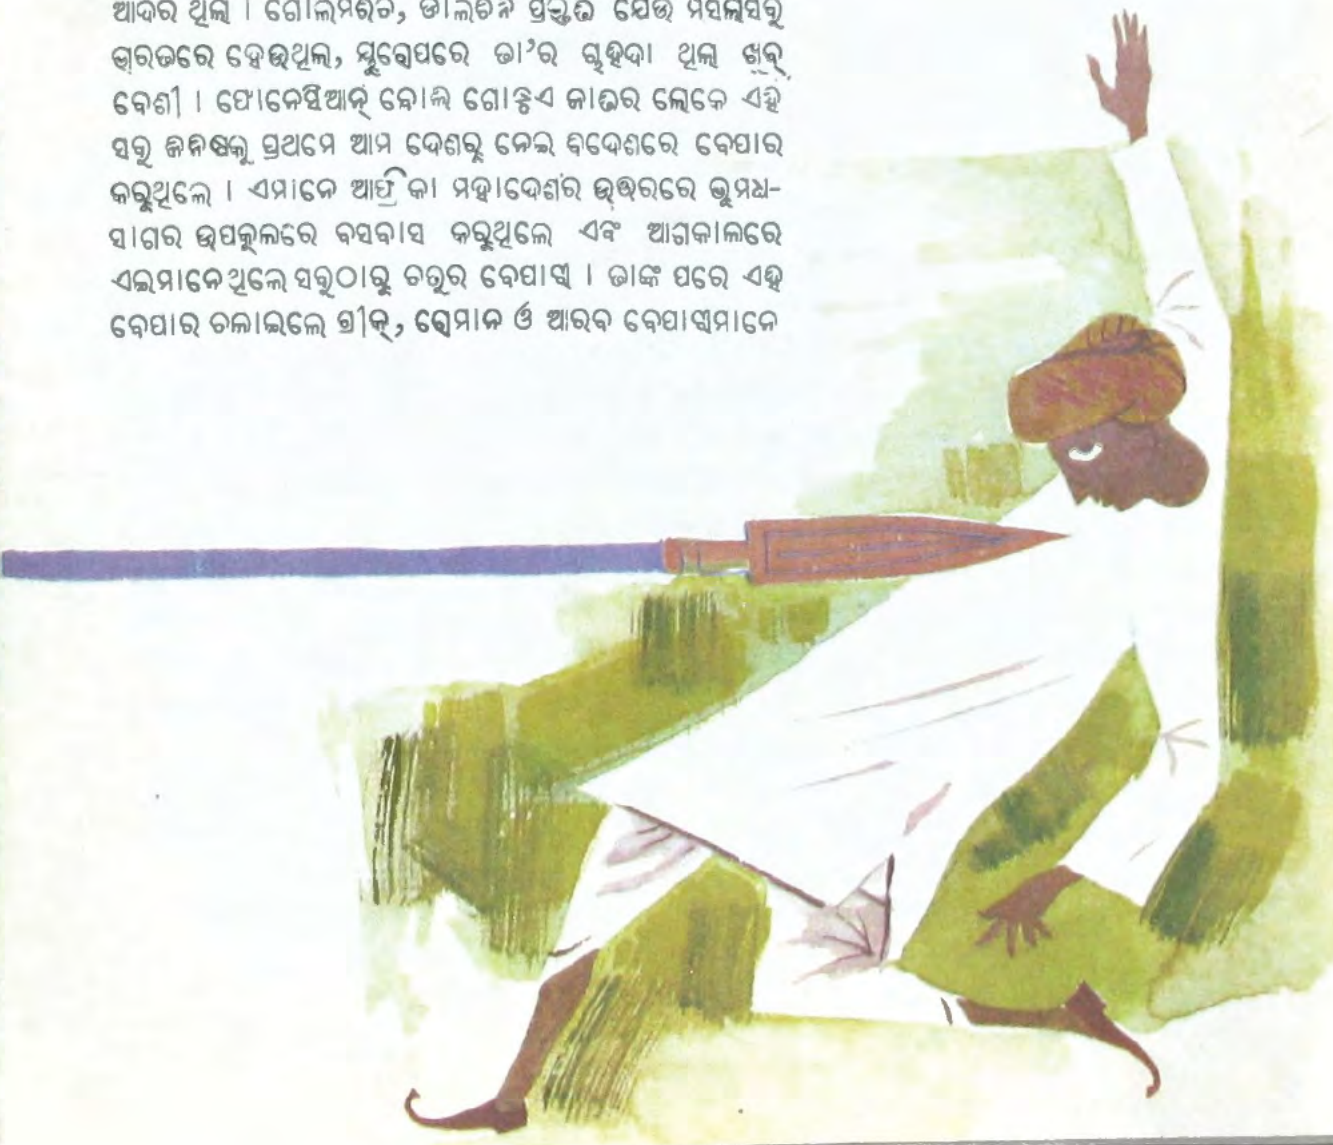 ଆଦର ଥିଲା । ଗୋଲମରିଚ, ଡାଲଚିନି ପ୍ରଭୃତି ଯେଉଁ ମସଲାସବୁ
ଭାରତରେ ହେଉଥିଲା, ୟୁରୋପରେ ତା’ର ଚାହିଦା ଥିଲା ଖୁବ୍
ବେଶୀ । ଫୋନେସିଆନ୍ ବୋଲି ଗୋଟିଏ ଜାତିର ଲୋକେ ଏହି
ସବୁ ଜିନିଷକୁ ପ୍ରଥମେ ଆମ ଦେଶରୁ ନେଇ ବିଦେଶରେ ବେପାର
କରୁଥିଲେ । ଏମାନେ ଆଫ୍ରିକା ମହାଦେଶର ଉତ୍ତରରେ ଭୂମଧ୍ୟ-
ସାଗର ଉପକୂଳରେ ବସବାସ କରୁଥିଲେ ଏବଂ ଆଗକାଳରେ
ଏଇମାନେ ଥିଲେ ସବୁଠାରୁ ଚତୁର ବେପାରୀ । ତାଙ୍କ ପରେ ଏହି
ବେପାର ଚଳାଇଲେ ଗ୍ରୀକ୍, ରୋମାନ ଓ ଆରବ ବେପାରୀମାନେ